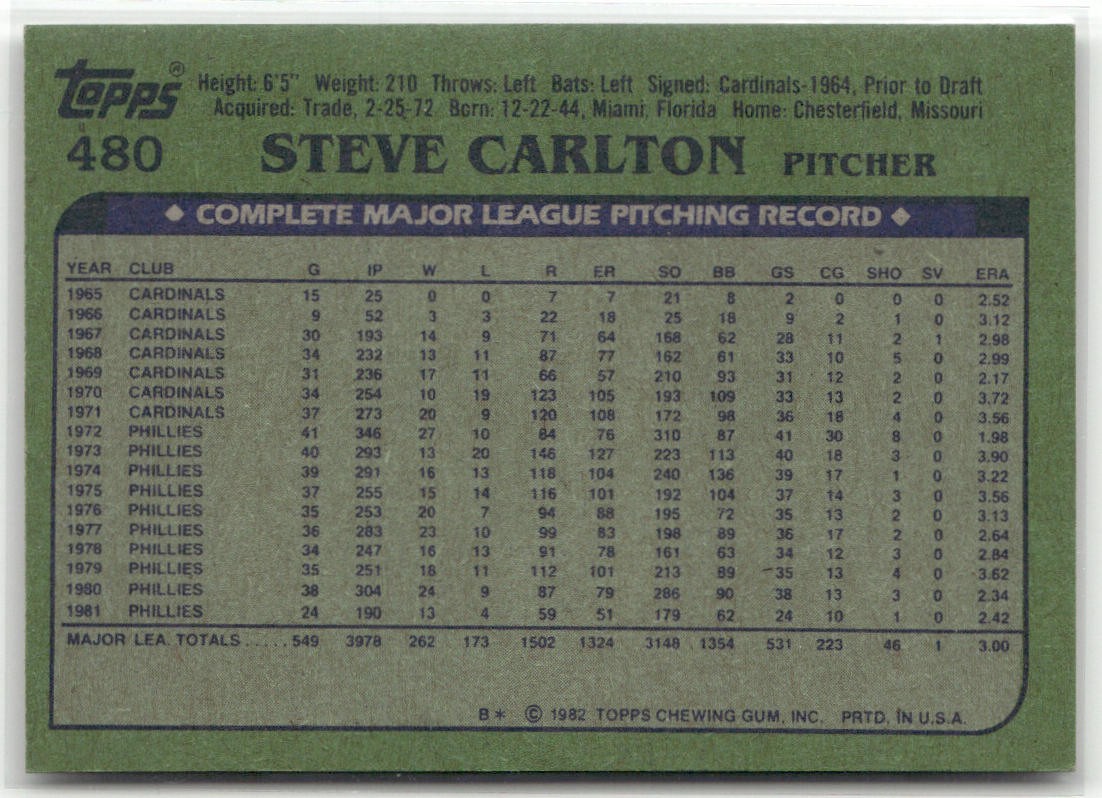 topps® Height: 6'5" Weight: 210 Throws: Left Bats: Left Signed: Cardinals-1964, Prior to Draft
Acquired: Trade, 2-25-72 Born: 12-22-44, Miami, Florida Home: Chesterfield, Missouri
480 STEVE CARLTON PITCHER
◆ COMPLETE MAJOR LEAGUE PITCHING RECORD ◆
YEAR CLUB G IP W L R ER SO BB GS CG SHO SV ERA
1965 CARDINALS 15 25 0 0 7 7 21 8 2 0 0 0 2.52
1966 CARDINALS 9 52 3 3 22 18 25 18 9 2 1 0 3.12
1967 CARDINALS 30 193 14 9 71 64 168 62 28 11 2 1 2.98
1968 CARDINALS 34 232 13 11 87 77 162 61 33 10 5 0 2.99
1969 CARDINALS 31 236 17 11 66 57 210 93 31 12 2 0 2.17
1970 CARDINALS 34 254 10 19 123 105 193 109 33 13 2 0 3.72
1971 CARDINALS 37 273 20 9 120 108 172 98 36 18 4 0 3.56
1972 PHILLIES 41 346 27 10 84 76 310 87 41 30 8 0 1.98
1973 PHILLIES 40 293 13 20 146 127 223 113 40 18 3 0 3.90
1974 PHILLIES 39 291 16 13 118 104 240 136 39 17 1 0 3.22
1975 PHILLIES 37 255 15 14 116 101 192 104 37 14 3 0 3.56
1976 PHILLIES 35 253 20 7 94 88 195 72 35 13 2 0 3.13
1977 PHILLIES 36 283 23 10 99 83 198 89 36 17 2 0 2.64
1978 PHILLIES 34 247 16 13 91 78 161 63 34 12 3 0 2.84
1979 PHILLIES 35 251 18 11 112 101 213 89 35 13 4 0 3.62
1980 PHILLIES 38 304 24 9 87 79 286 90 38 13 3 0 2.34
1981 PHILLIES 24 190 13 4 59 51 179 62 24 10 1 0 2.42
MAJOR LEA. TOTALS ..... 549 3978 262 173 1502 1324 3148 1354 531 223 46 1 3.00
B* © 1982 TOPPS CHEWING GUM, INC. PRTD. IN U.S.A.